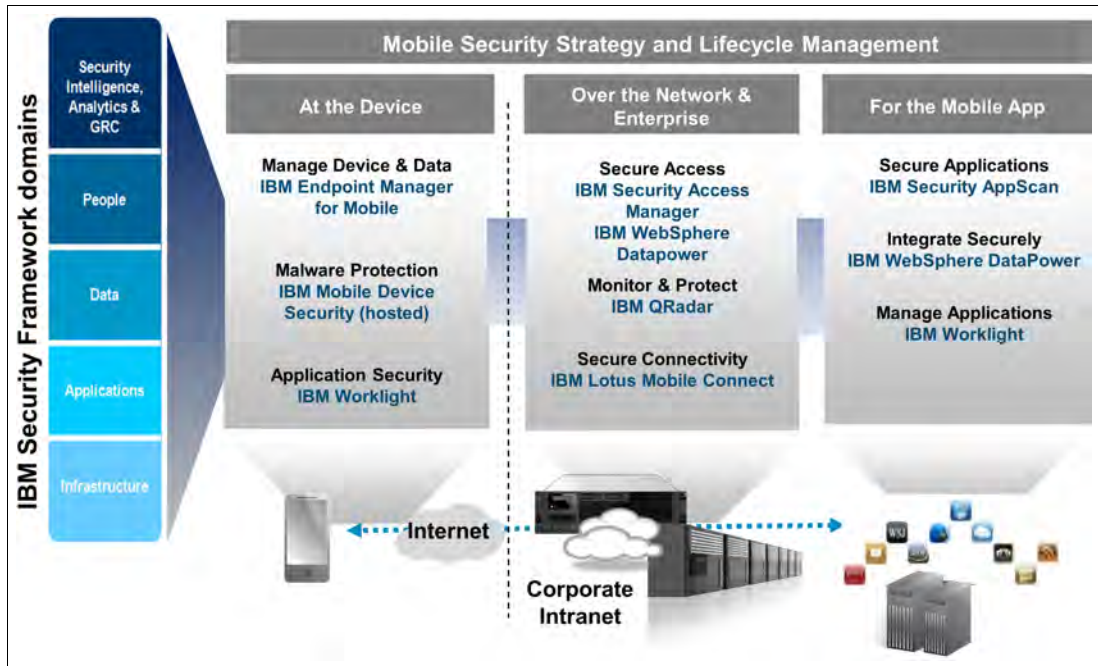 IBM Security Framework domains
Security
Intelligence,
Analytics &
GRC
People
Data
Applications
Infrastructure
Mobile Security Strategy and Lifecycle Management
At the Device
Manage Device & Data
IBM Endpoint Manager
for Mobile
Malware Protection
IBM Mobile Device
Security (hosted)
Application Security
IBM Worklight
Over the Network &
Enterprise
Secure Access
IBM Security Access
Manager
IBM WebSphere
Datapower
Monitor & Protect
IBM QRadar
Secure Connectivity
IBM Lotus Mobile Connect
For the Mobile App
Secure Applications
IBM Security AppScan
Integrate Securely
IBM WebSphere DataPower
Manage Applications
IBM Worklight
Internet
Corporate
Intranet
WSJ